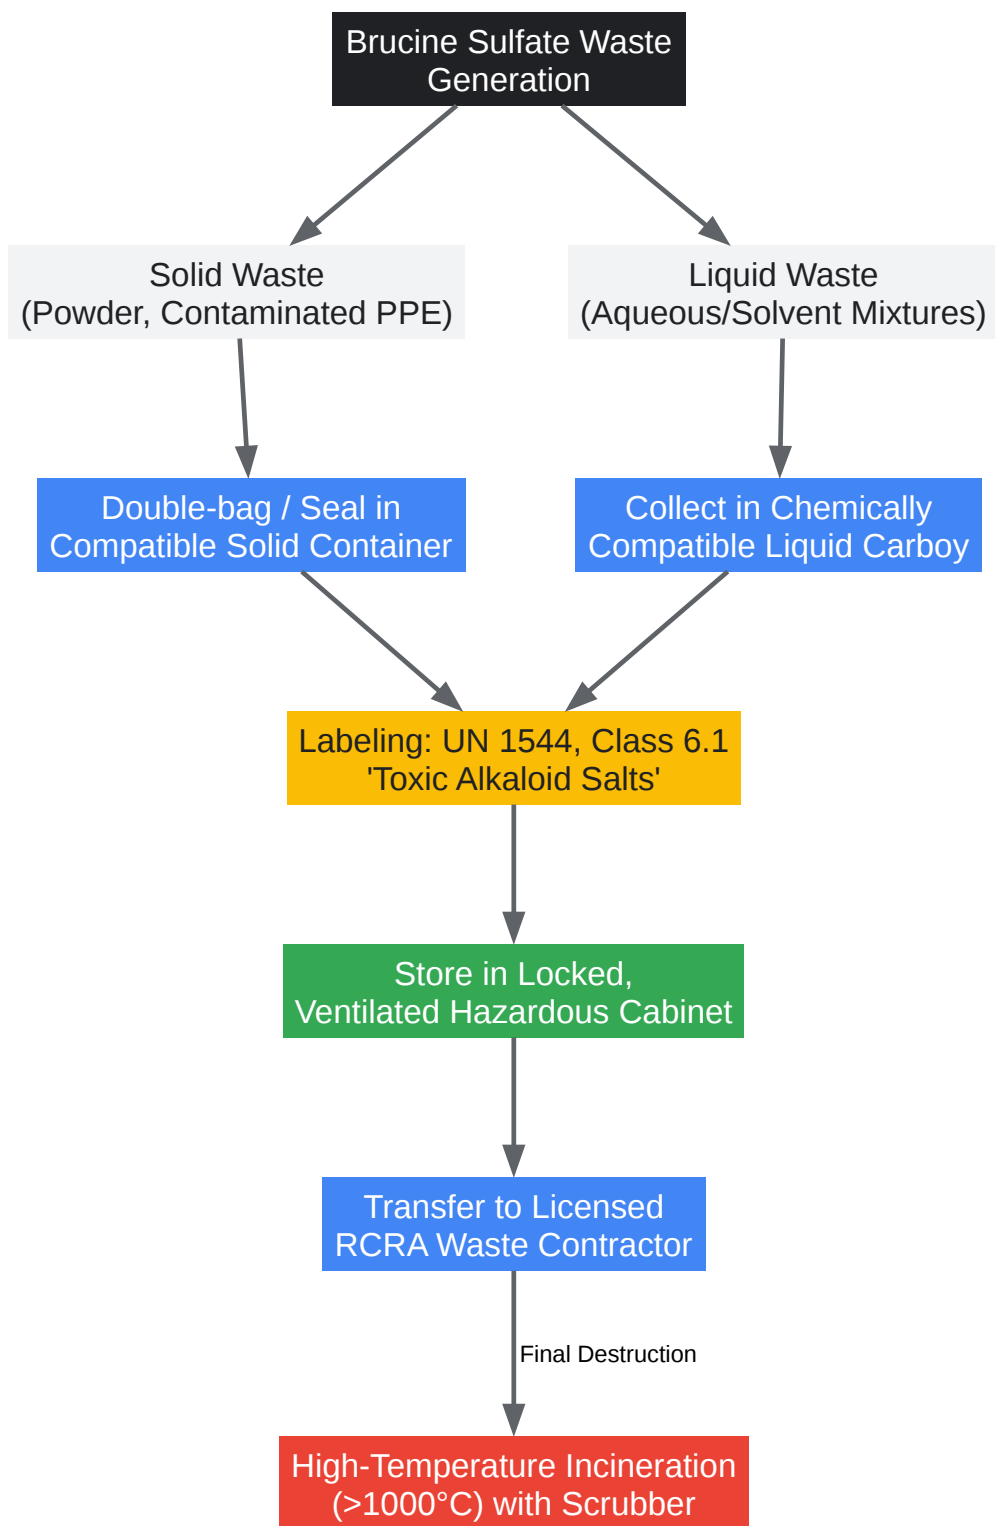 Brucine Sulfate Waste
Generation
Solid Waste
(Powder, Contaminated PPE)
Liquid Waste
(Aqueous/Solvent Mixtures)
Double-bag / Seal in
Compatible Solid Container
Collect in Chemically
Compatible Liquid Carboy
Labeling: UN 1544, Class 6.1
'Toxic Alkaloid Salts'
Store in Locked,
Ventilated Hazardous Cabinet
Transfer to Licensed
RCRA Waste Contractor
Final Destruction
High-Temperature Incineration
(>1000°C) with Scrubber